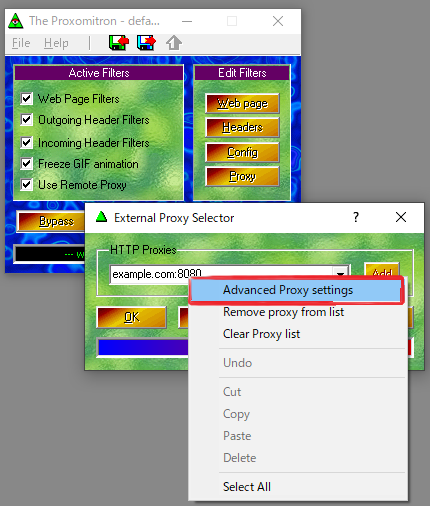 The Proxomitron - defa...
File Help
Active Filters
Web Page Filters
Outgoing Header Filters
Incoming Header Filters
Freeze GIF animation
Use Remote Proxy
Edit Filters
Web page
Headers
Config
Proxy
Bypass
External Proxy Selector
?
HTTP Proxies
example.com:8080
Add
OK
Advanced Proxy settings
Remove proxy from list
Clear Proxy list
Undo
Cut
Copy
Paste
Delete
Select All